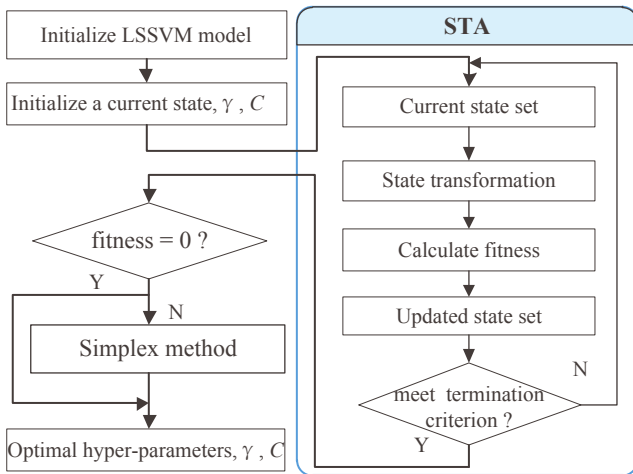 Initialize LSSVM model
Initialize a current state, γ , C
STA
Current state set
State transformation
Calculate fitness
Updated state set
meet termination
criterion ?
N
Y
fitness = 0 ?
Y
N
Simplex method
Optimal hyper-parameters, γ , C